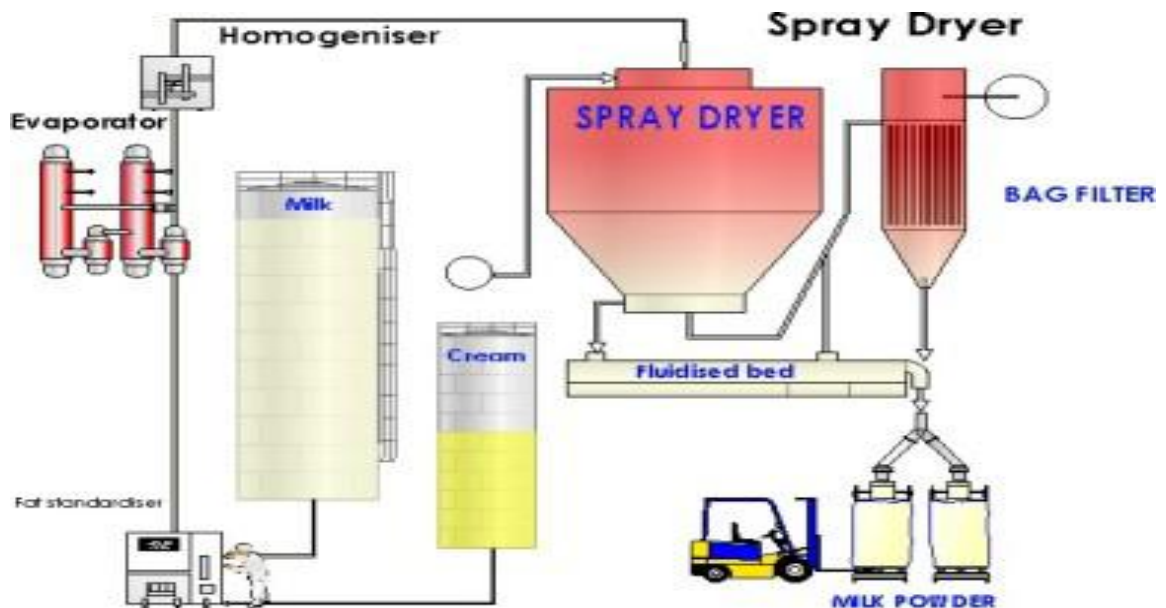 Spray Dryer
Homogeniser
Evaporator
SPRAY DRYER
BAG FILTER
Milk
Cream
Fluidised bed
Fat standardiser
MILK POWDER